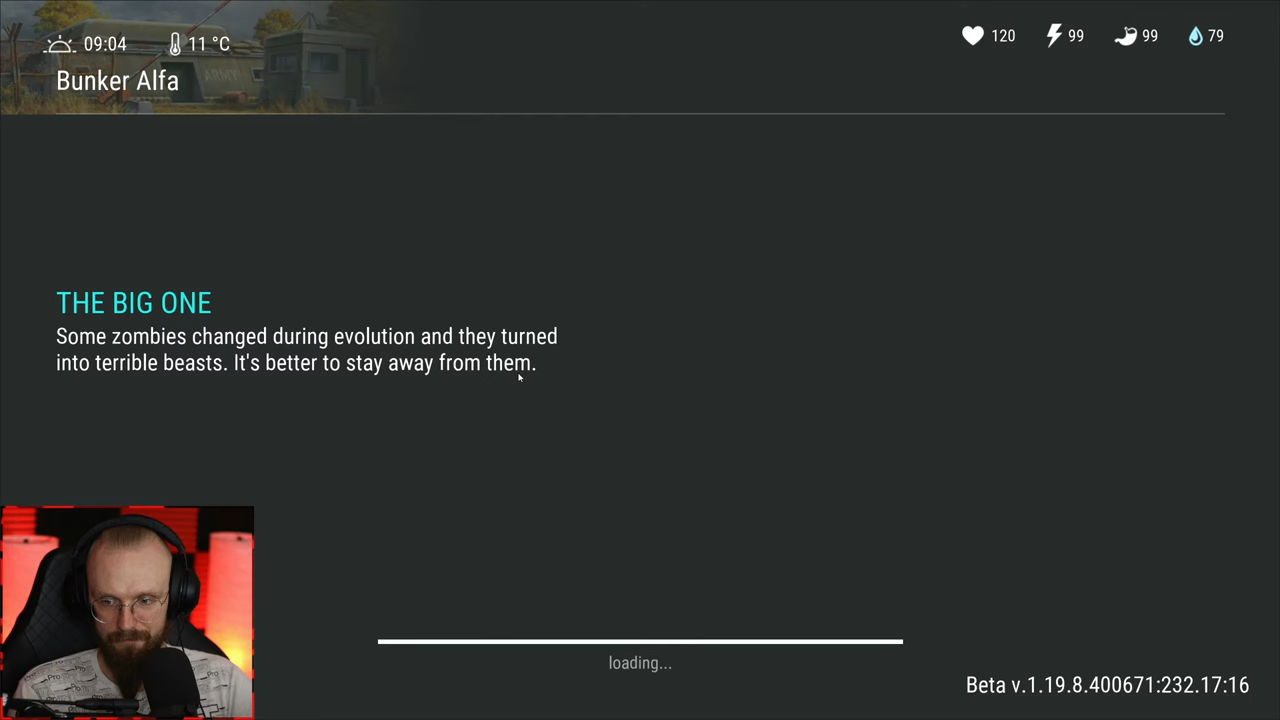 09:04
11 °C
120
99
99
79
Bunker Alfa
THE BIG ONE
Some zombies changed during evolution and they turned
into terrible beasts. It's better to stay away from them.
loading...
Beta v.1.19.8.400671:232.17:16